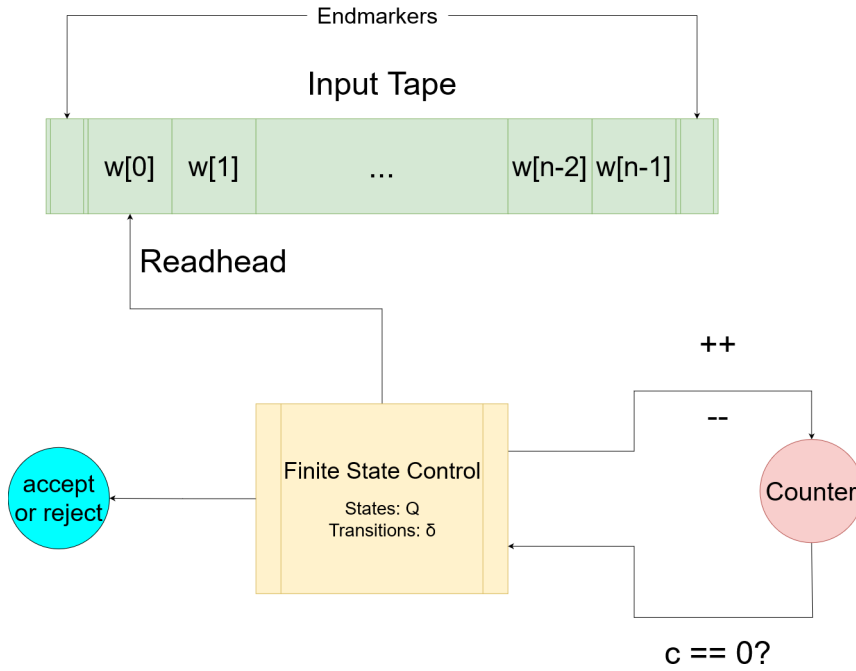 Endmarkers
Input Tape
w[0] w[1] ... w[n-2] w[n-1]
Readhead
++
--
Finite State Control
States: Q
Transitions: δ
accept
or reject
Counter
c == 0?